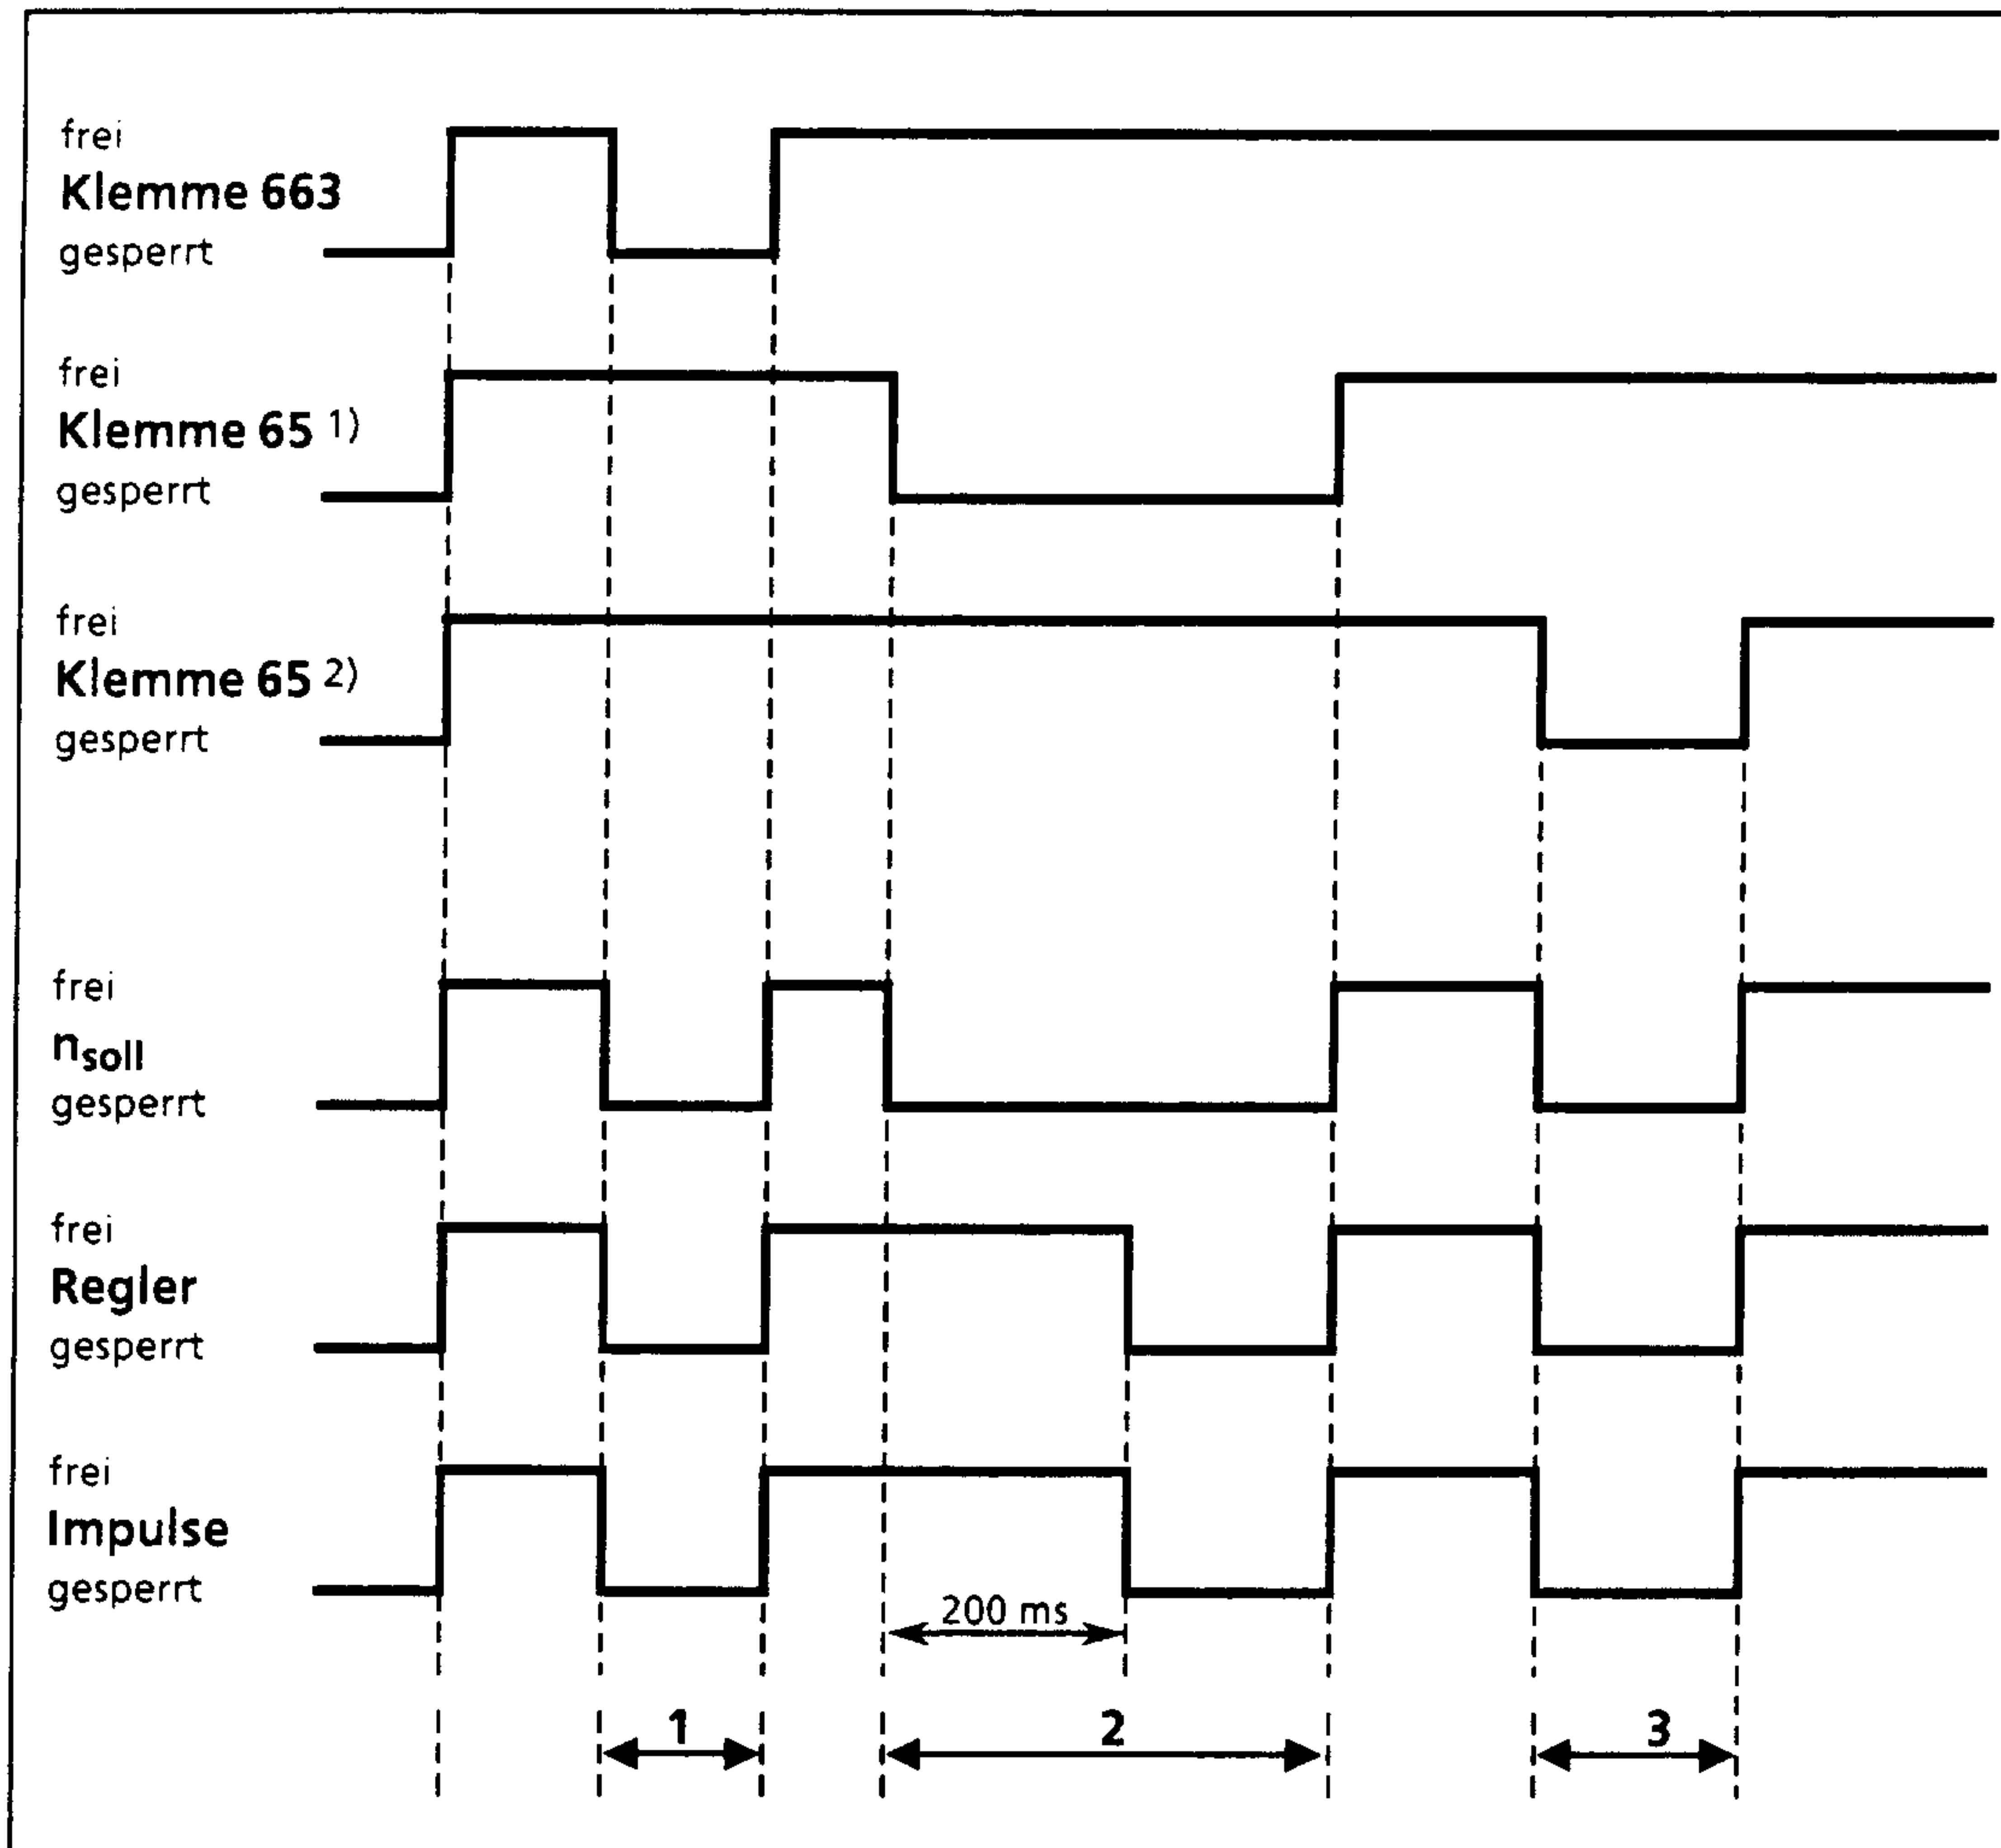 frei
Klemme 663
gesperrt
frei
Klemme 65 1)
gesperrt
frei
Klemme 65 2)
gesperrt
frei
nsoll
gesperrt
frei
Regler
gesperrt
frei
Impulse
gesperrt
200 ms
1
2
3